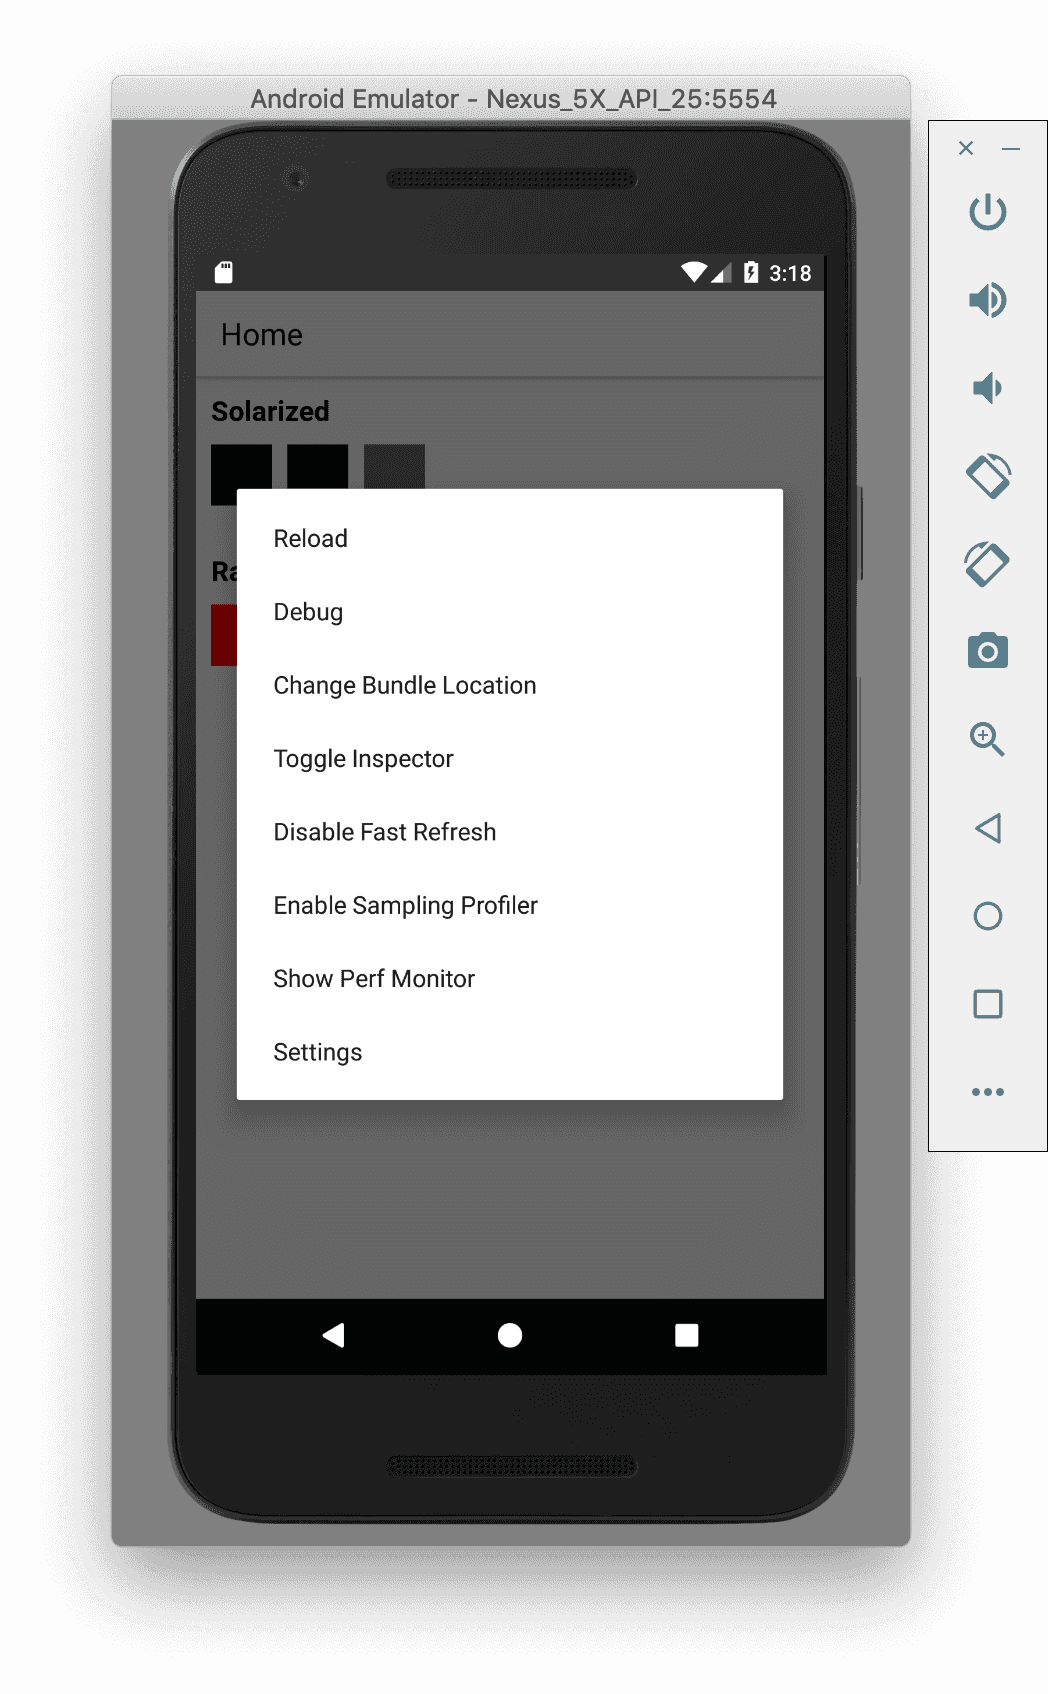 Android Emulator - Nexus_5X_API_25:5554
3:18
Home
Solarized
Ra
Reload
Debug
Change Bundle Location
Toggle Inspector
Disable Fast Refresh
Enable Sampling Profiler
Show Perf Monitor
Settings